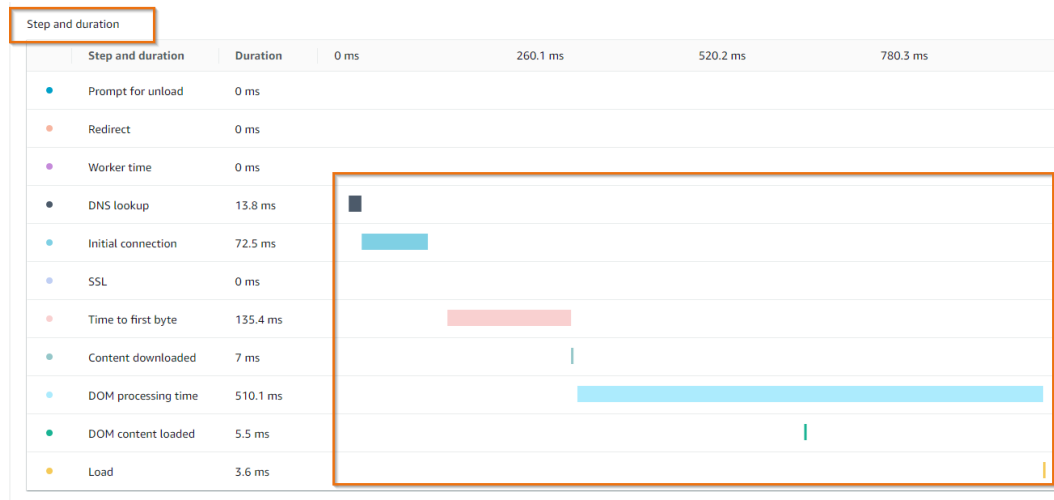 Step and duration
Step and duration Duration 0 ms 260.1 ms 520.2 ms 780.3 ms
Prompt for unload 0 ms
Redirect 0 ms
Worker time 0 ms
DNS lookup 13.8 ms
Initial connection 72.5 ms
SSL 0 ms
Time to first byte 135.4 ms
Content downloaded 7 ms
DOM processing time 510.1 ms
DOM content loaded 5.5 ms
Load 3.6 ms